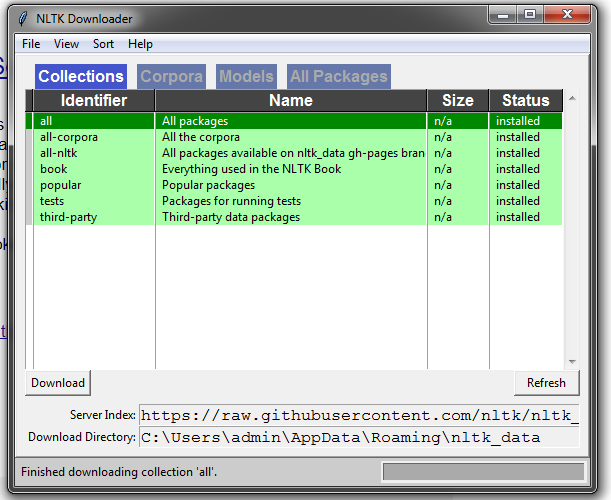 NLTK Downloader
File View Sort Help
Collections Corpora Models All Packages
Identifier Name Size Status
all All packages n/a installed
all-corpora All the corpora n/a installed
all-nltk All packages available on nltk_data gh-pages bran n/a installed
book Everything used in the NLTK Book n/a installed
popular Popular packages n/a installed
tests Packages for running tests n/a installed
third-party Third-party data packages n/a installed
Download Refresh
Server Index: https://raw.githubusercontent.com/nltk/nltk_
Download Directory: C:\Users\admin\AppData\Roaming\nltk_data
Finished downloading collection 'all'.